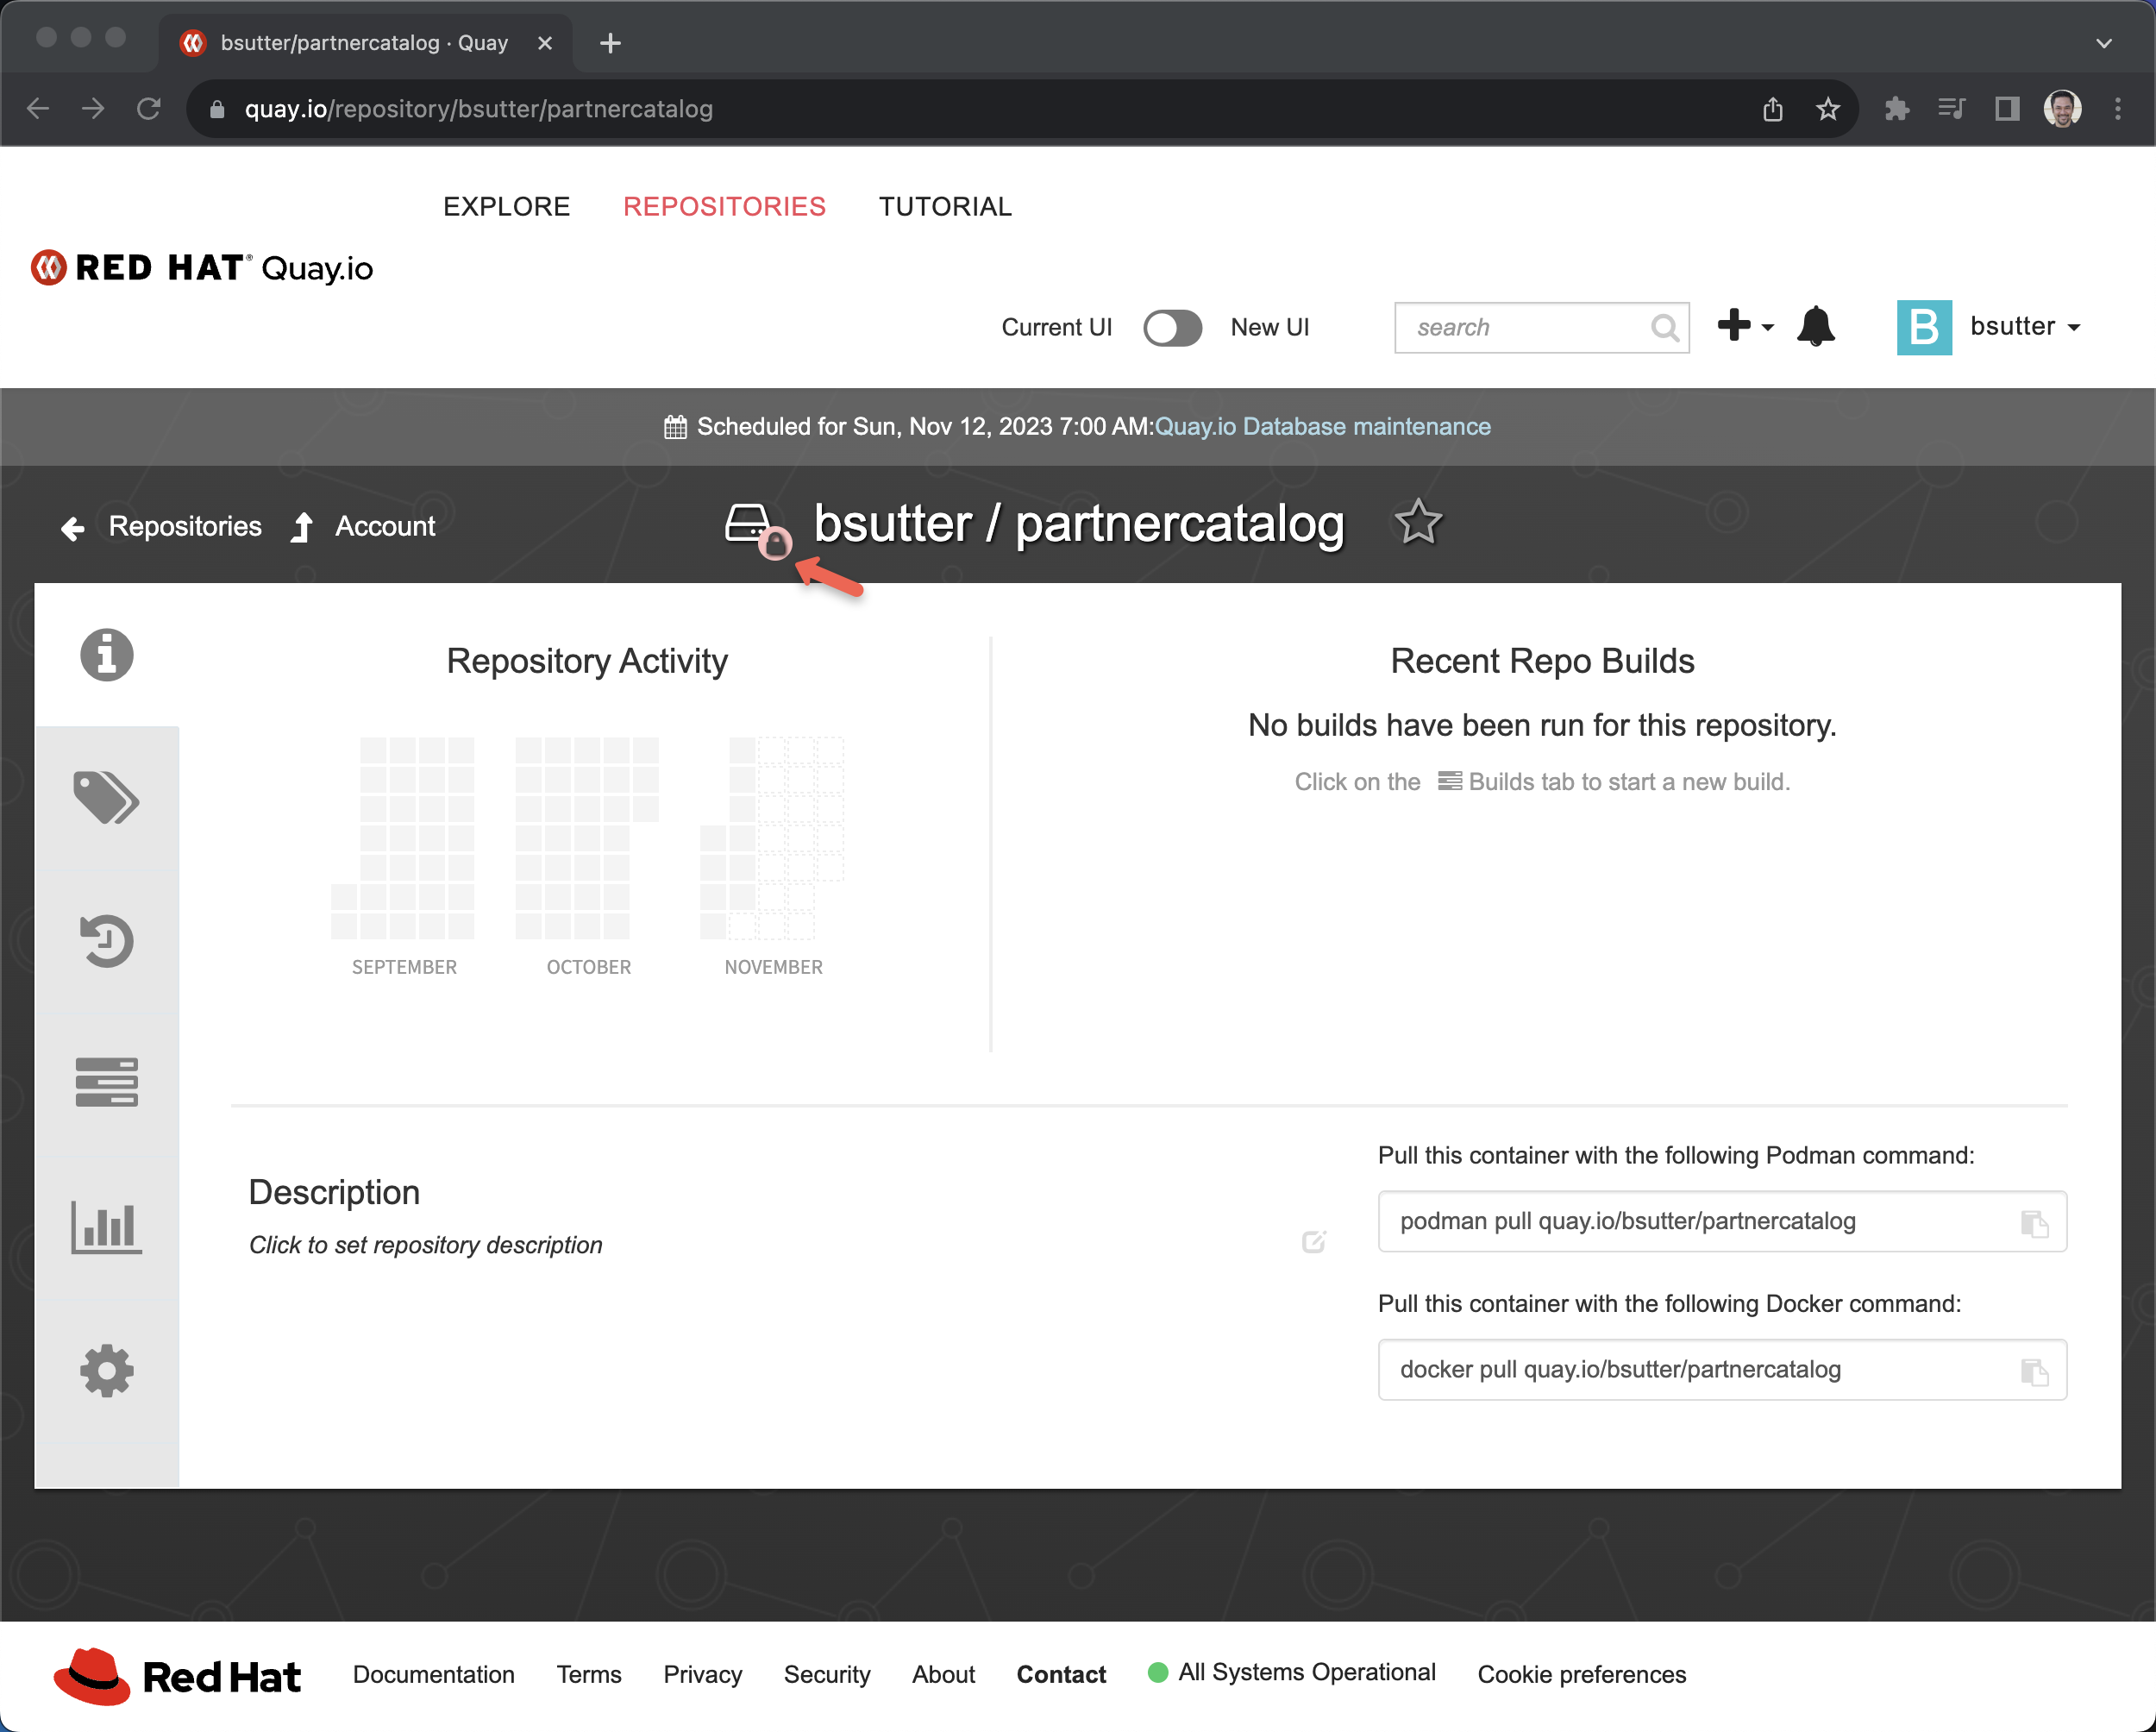 bsutter/partnercatalog · Quay
quay.io/repository/bsutter/partnercatalog
EXPLORE REPOSITORIES TUTORIAL
RED HAT® Quay.io
Current UI New UI search B bsutter
Scheduled for Sun, Nov 12, 2023 7:00 AM:Quay.io Database maintenance
Repositories Account bsutter / partnercatalog
Repository Activity
SEPTEMBER OCTOBER NOVEMBER
Recent Repo Builds
No builds have been run for this repository.
Click on the Builds tab to start a new build.
Description
Click to set repository description
Pull this container with the following Podman command:
podman pull quay.io/bsutter/partnercatalog
Pull this container with the following Docker command:
docker pull quay.io/bsutter/partnercatalog
Red Hat Documentation Terms Privacy Security About Contact All Systems Operational Cookie preferences